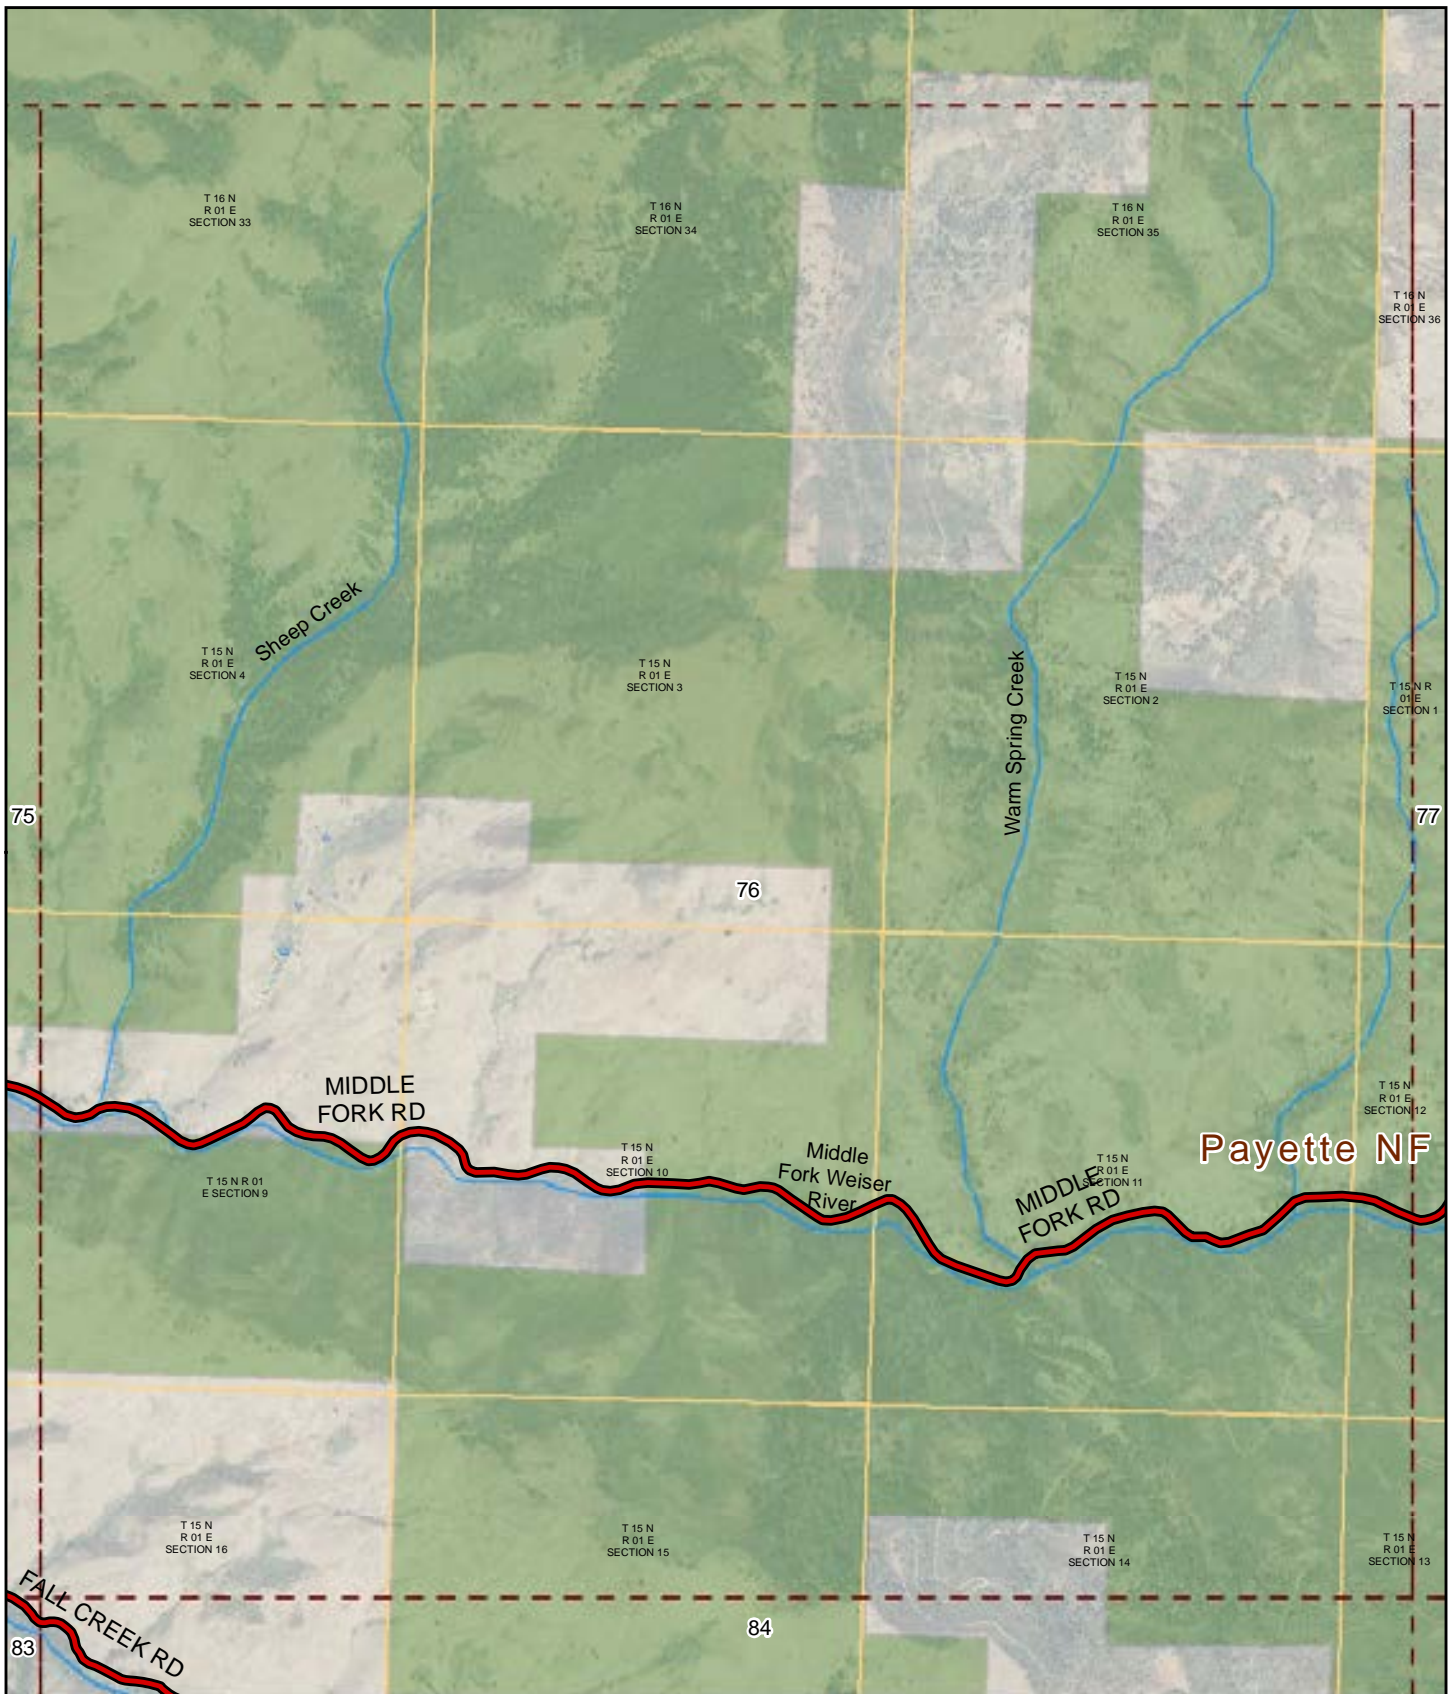 T 16 N
R 01 E
SECTION 33
T 16 N
R 01 E
SECTION 34
T 16 N
R 01 E
SECTION 35
T 16 N
R 01 E
SECTION 36
Sheep Creek
T 15 N
R 01 E
SECTION 4
T 15 N
R 01 E
SECTION 3
Warm Spring Creek
T 15 N
R 01 E
SECTION 2
T 15 N R
01 E
SECTION 1
75
77
76
MIDDLE
FORK RD
T 15 N
R 01 E
SECTION 12
Payette NF
T 15 N R 01
E SECTION 9
T 15 N
R 01 E
SECTION 10
Middle
Fork Weiser
River
T 15 N
R 01 E
SECTION 11
MIDDLE
FORK RD
T 15 N
R 01 E
SECTION 16
T 15 N
R 01 E
SECTION 15
T 15 N
R 01 E
SECTION 14
T 15 N
R 01 E
SECTION 13
FALL CREEK RD
84
83